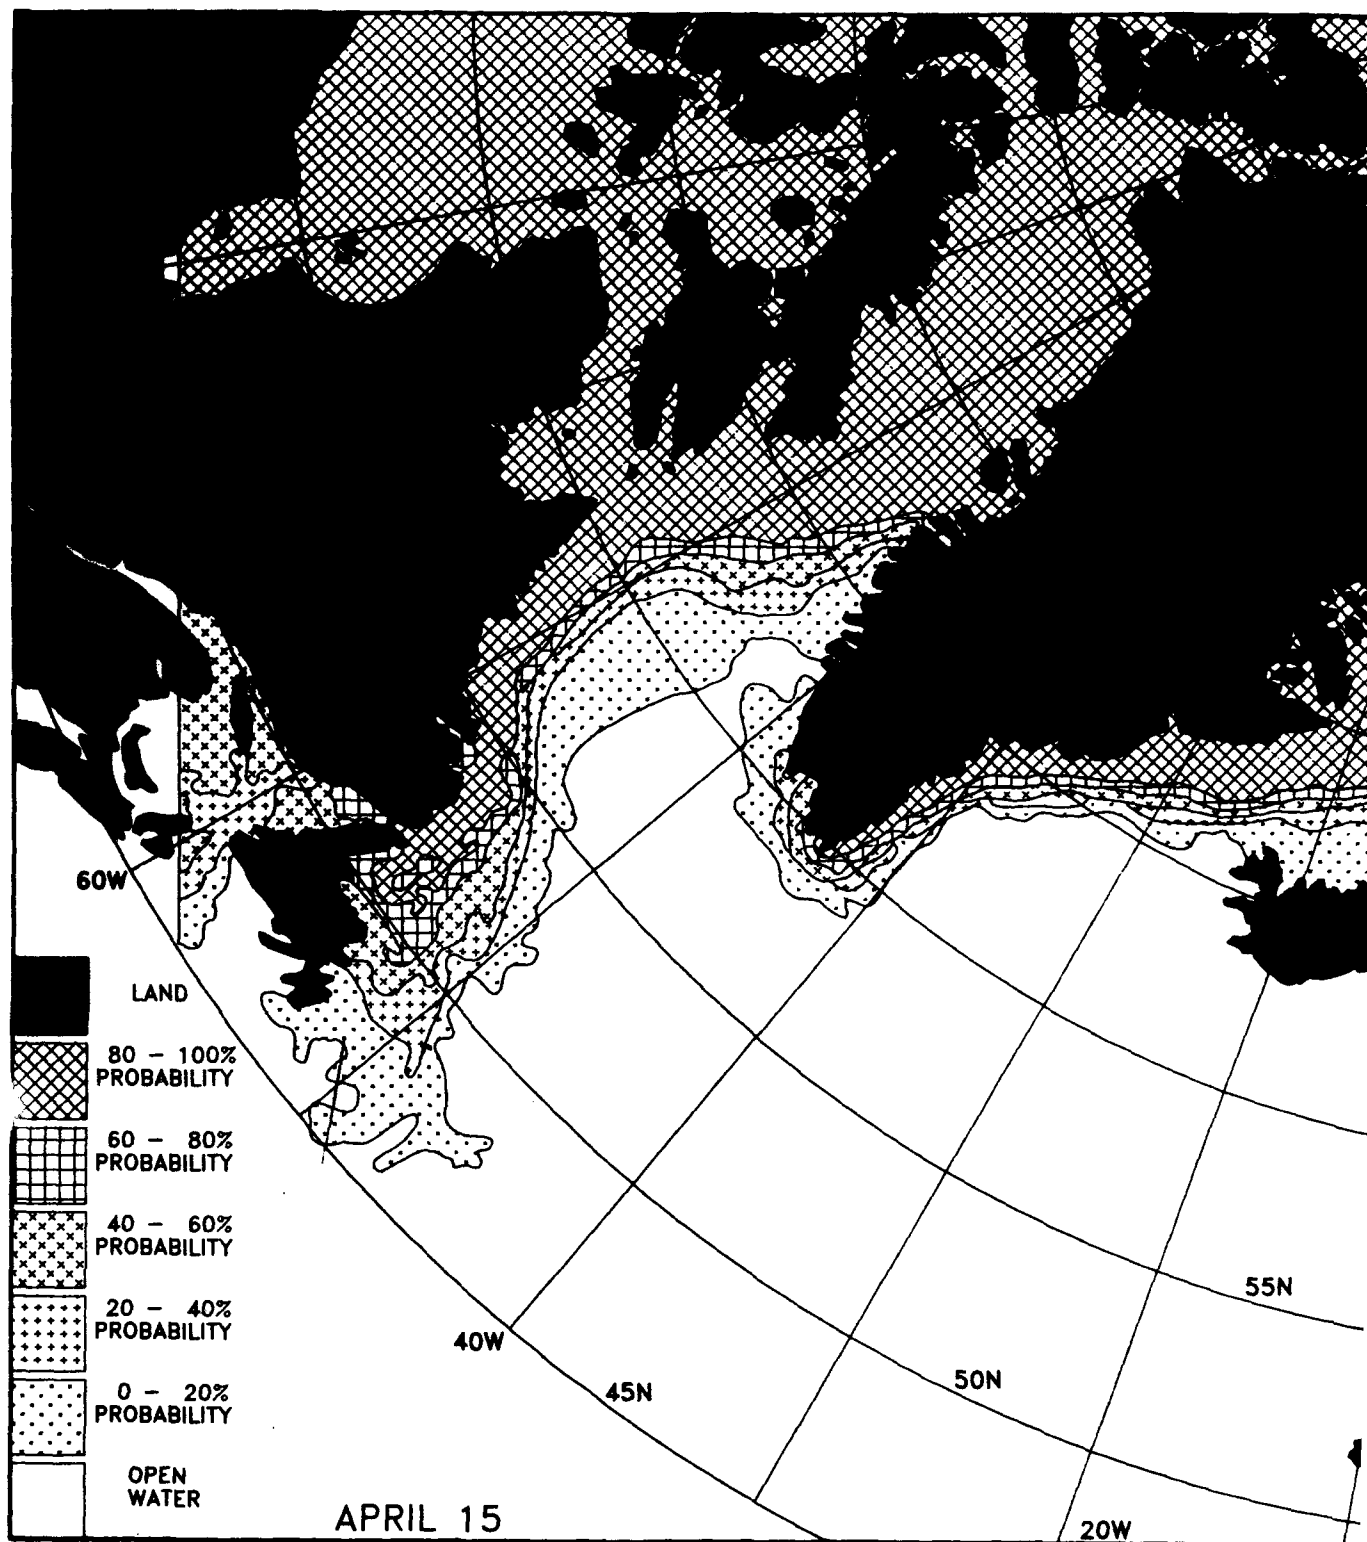 60W
LAND
80 - 100%
PROBABILITY
60 - 80%
PROBABILITY
40 - 60%
PROBABILITY
20 - 40%
PROBABILITY
0 - 20%
PROBABILITY
OPEN
WATER
APRIL 15
40W
45N
50N
55N
20W